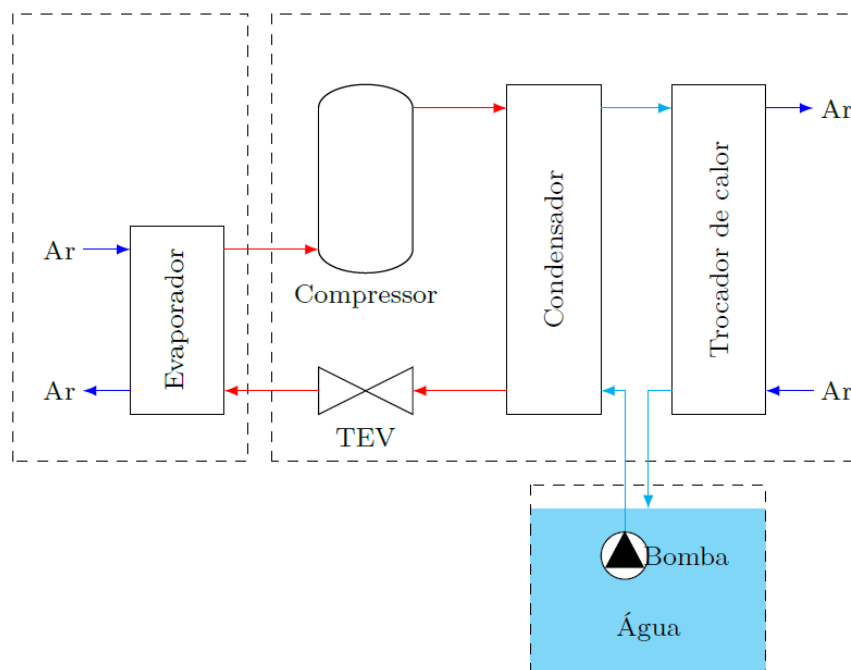 Ar
Condensador
Trocador de calor
Ar
Evaporador
Compressor
Ar
TEV
Ar
Bomba
Água